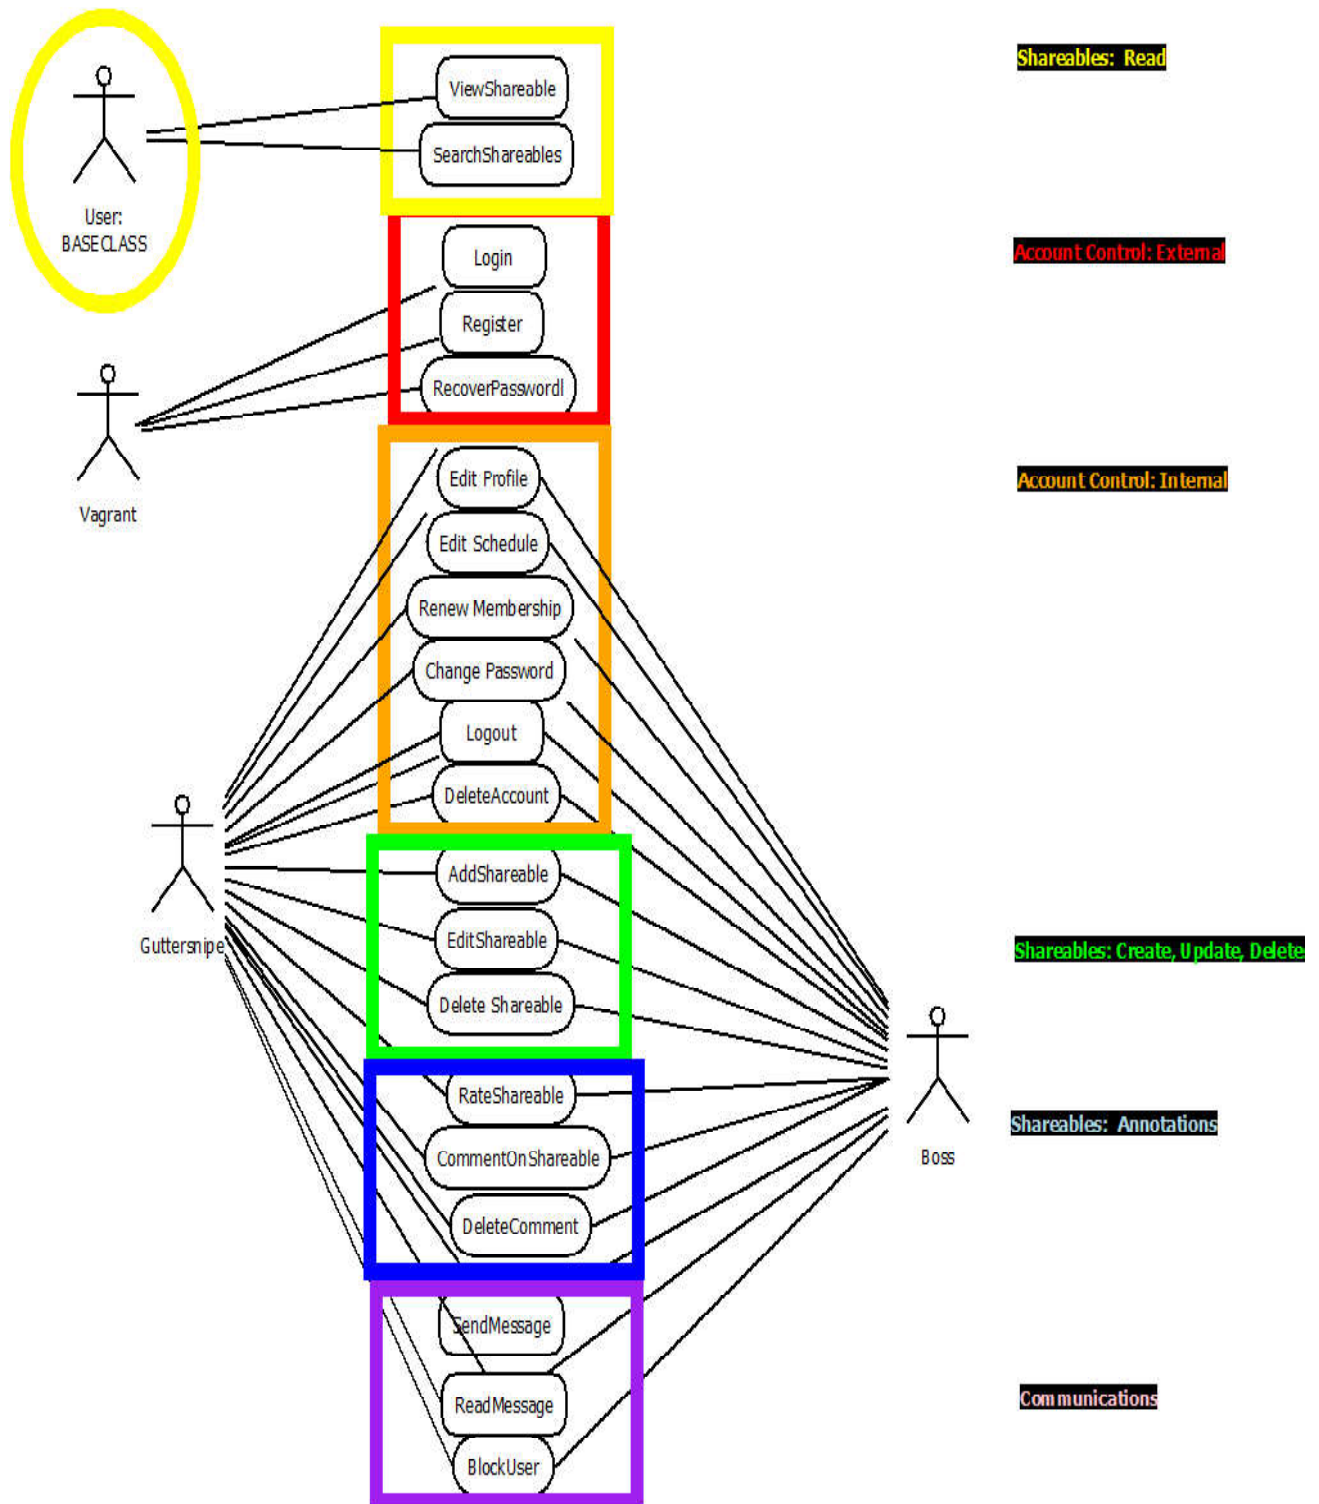 Shareables:  Read
ViewShareable
SearchShareables
User:
BASECLASS
Account Control: External
Login
Register
RecoverPasswordl
Vagrant
Account Control: Internal
Edit Profile
Edit Schedule
Renew Membership
Change Password
Logout
DeleteAccount
Guttersnipe
Shareables: Create, Update, Delete
AddShareable
EditShareable
Delete Shareable
Boss
Shareables:  Annotations
RateShareable
CommentOnShareable
DeleteComment
Communications
SendMessage
ReadMessage
BlockUser